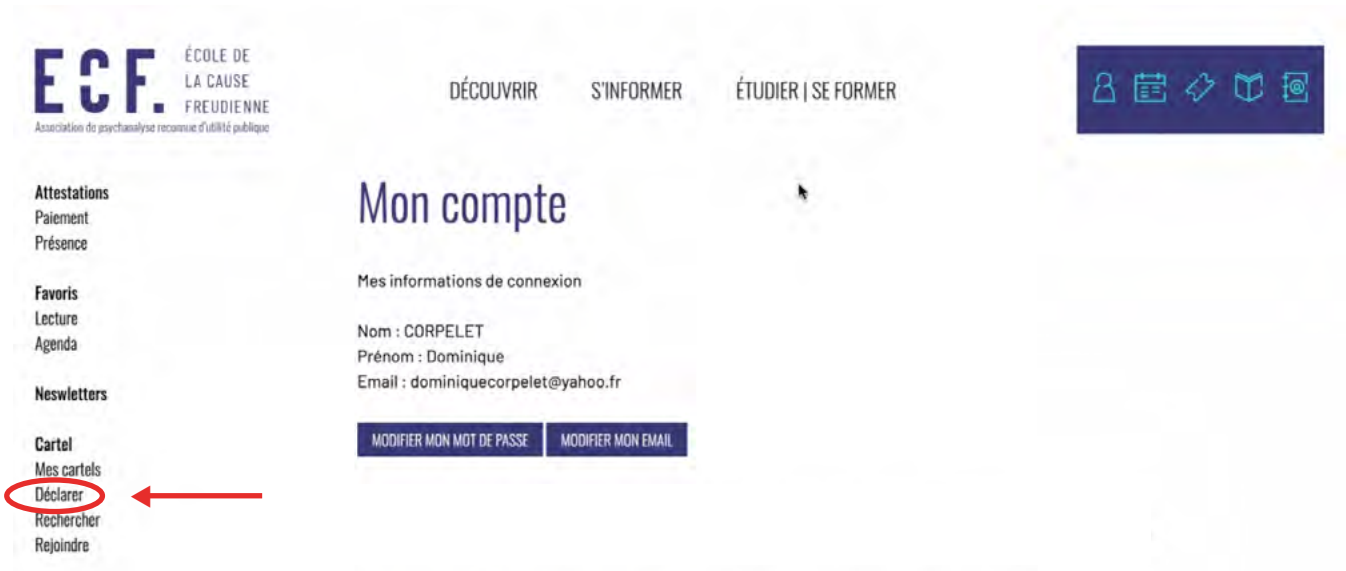 ECF.
ÉCOLE DE
LA CAUSE
FREUDIENNE
Association de psychanalyse reconnue d'utilité publique
DÉCOUVRIR
S'INFORMER
ÉTUDIER | SE FORMER
Attestations
Paiement
Présence
Favoris
Lecture
Agenda
Neswletters
Cartel
Mes cartels
Déclarer
Rechercher
Rejoindre
Mon compte
Mes informations de connexion
Nom : CORPELET
Prénom : Dominique
Email : dominiquecorpelet@yahoo.fr
MODIFIER MON MOT DE PASSE
MODIFIER MON EMAIL